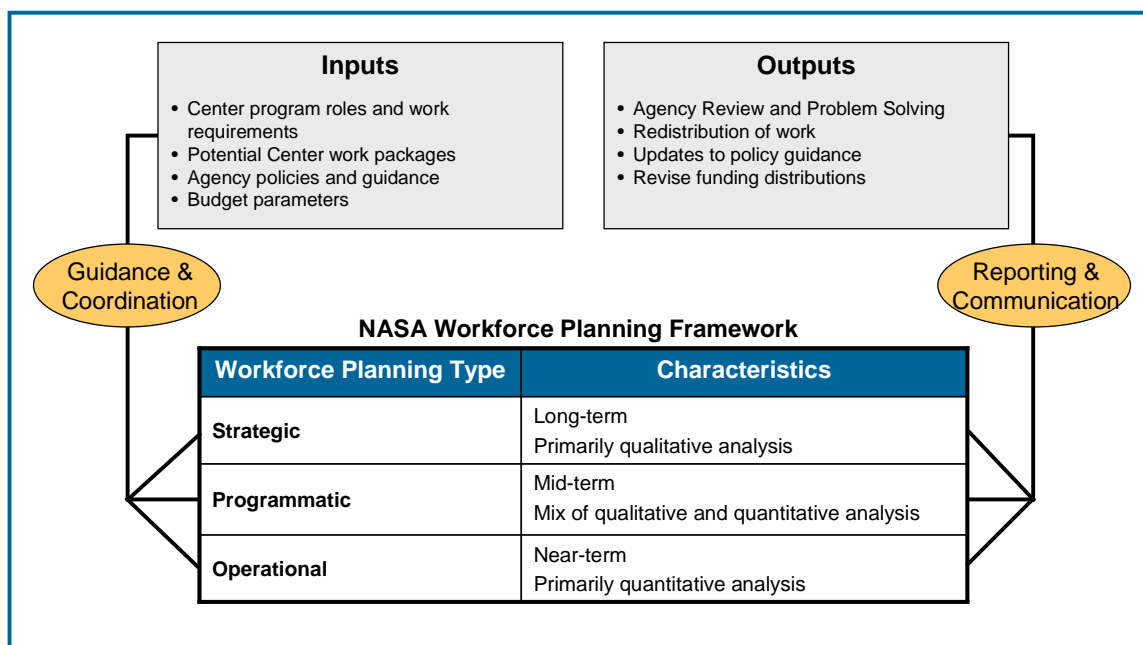 Inputs
• Center program roles and work
requirements
• Potential Center work packages
• Agency policies and guidance
• Budget parameters
Outputs
• Agency Review and Problem Solving
• Redistribution of work
• Updates to policy guidance
• Revise funding distributions
Guidance &
Coordination
Reporting &
Communication
NASA Workforce Planning Framework
Workforce Planning Type
Characteristics
Strategic
Long-term
Primarily qualitative analysis
Programmatic
Mid-term
Mix of qualitative and quantitative analysis
Operational
Near-term
Primarily quantitative analysis